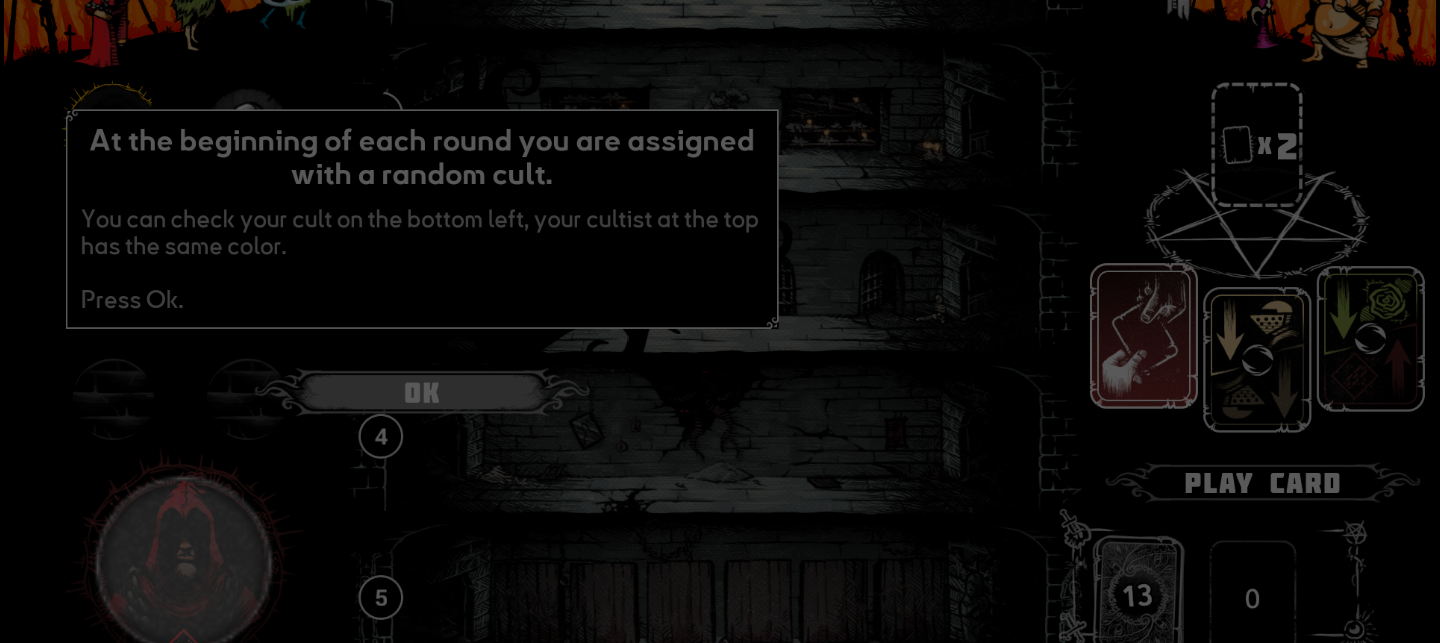 At the beginning of each round you are assigned
with a random cult.
You can check your cult on the bottom left, your cultist at the top
has the same color.
Press Ok.
x 2
OK
4
PLAY CARD
5
13
0